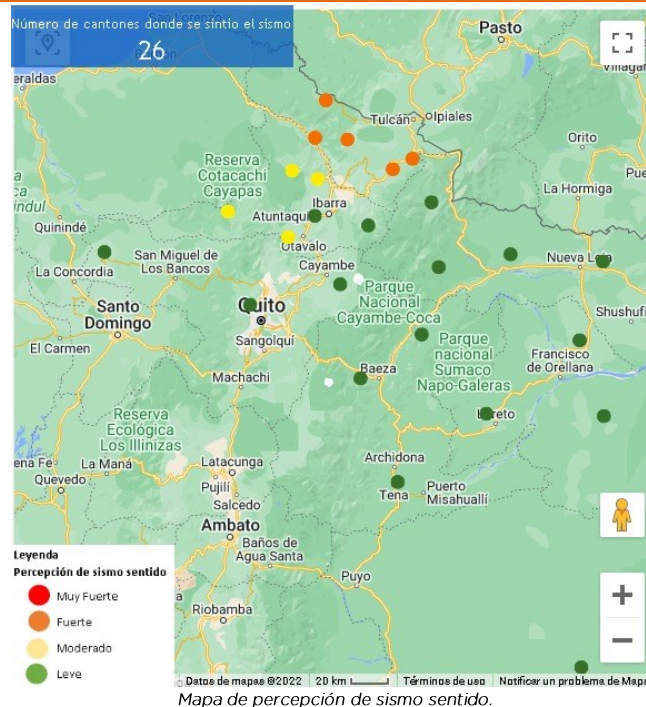 Número de cantones donde se sintio el sismo
26
Pasto
eraldas
Tulcán
Ipiales
Orito
Reserva
Cotacachi
Cayapas
La Hormiga
Ibarra
Atuntaqui
Quinindé
Otavalo
San Miguel de
Los Bancos
Nueva Loja
La Concordia
Cayambe
Parque
Nacional
Cayambe-Coca
Santo
Domingo
Quito
Shushufi
Sangolquí
Parque
nacional
Sumaco
Napo-Galeras
El Carmen
Francisco
de Orellana
Machachi
Baeza
Reserva
Ecológica
Los Illinizas
Loreto
Archidona
La Maná
Latacunga
Quevedo
Pujilí
Tena
Puerto
Misahuallí
Salcedo
Ambato
Baños de
Agua Santa
Puyo
Riobamba
Leyenda
Percepción de sismo sentido
Muy Fuerte
Fuerte
Moderado
Leve
Datos de mapas ©2022
20 km
Términos de uso
Notificar un problema de Maps
Mapa de percepción de sismo sentido.